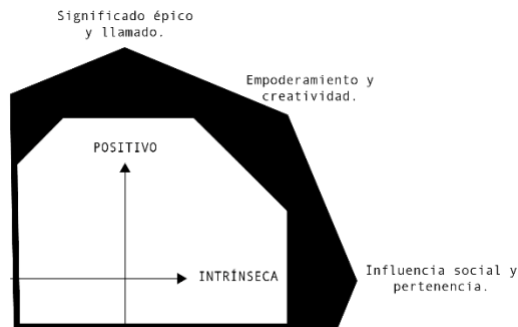 Significado épico
y llamado.
Empoderamiento y
creatividad.
POSITIVO
INTRÍNSECA
Influencia social y
pertenencia.